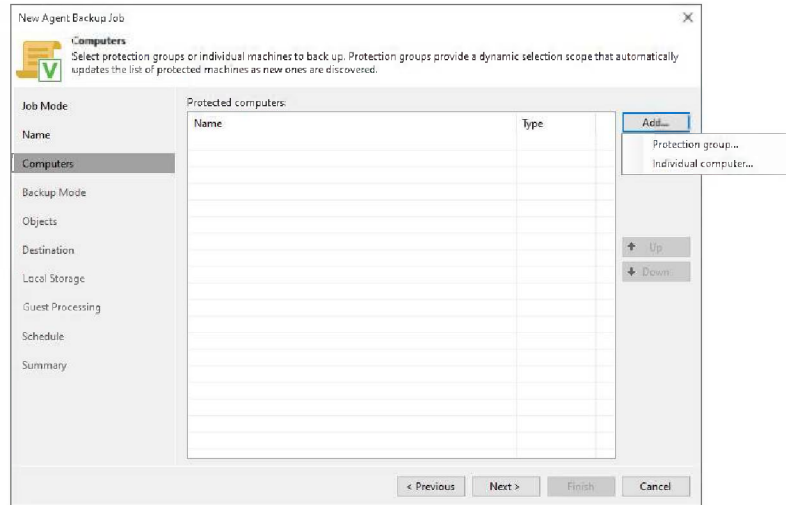 New Agent Backup Job
Computers
Select protection groups or individual machines to back up. Protection groups provide a dynamic selection scope that automatically
updates the list of protected machines as new ones are discovered.
Job Mode
Name
Computers
Backup Mode
Objects
Destination
Local Storage
Guest Processing
Schedule
Summary
Protected computers:
Name Type
Add...
Protection group...
Individual computer...
Up
Down
< Previous Next > Finish Cancel